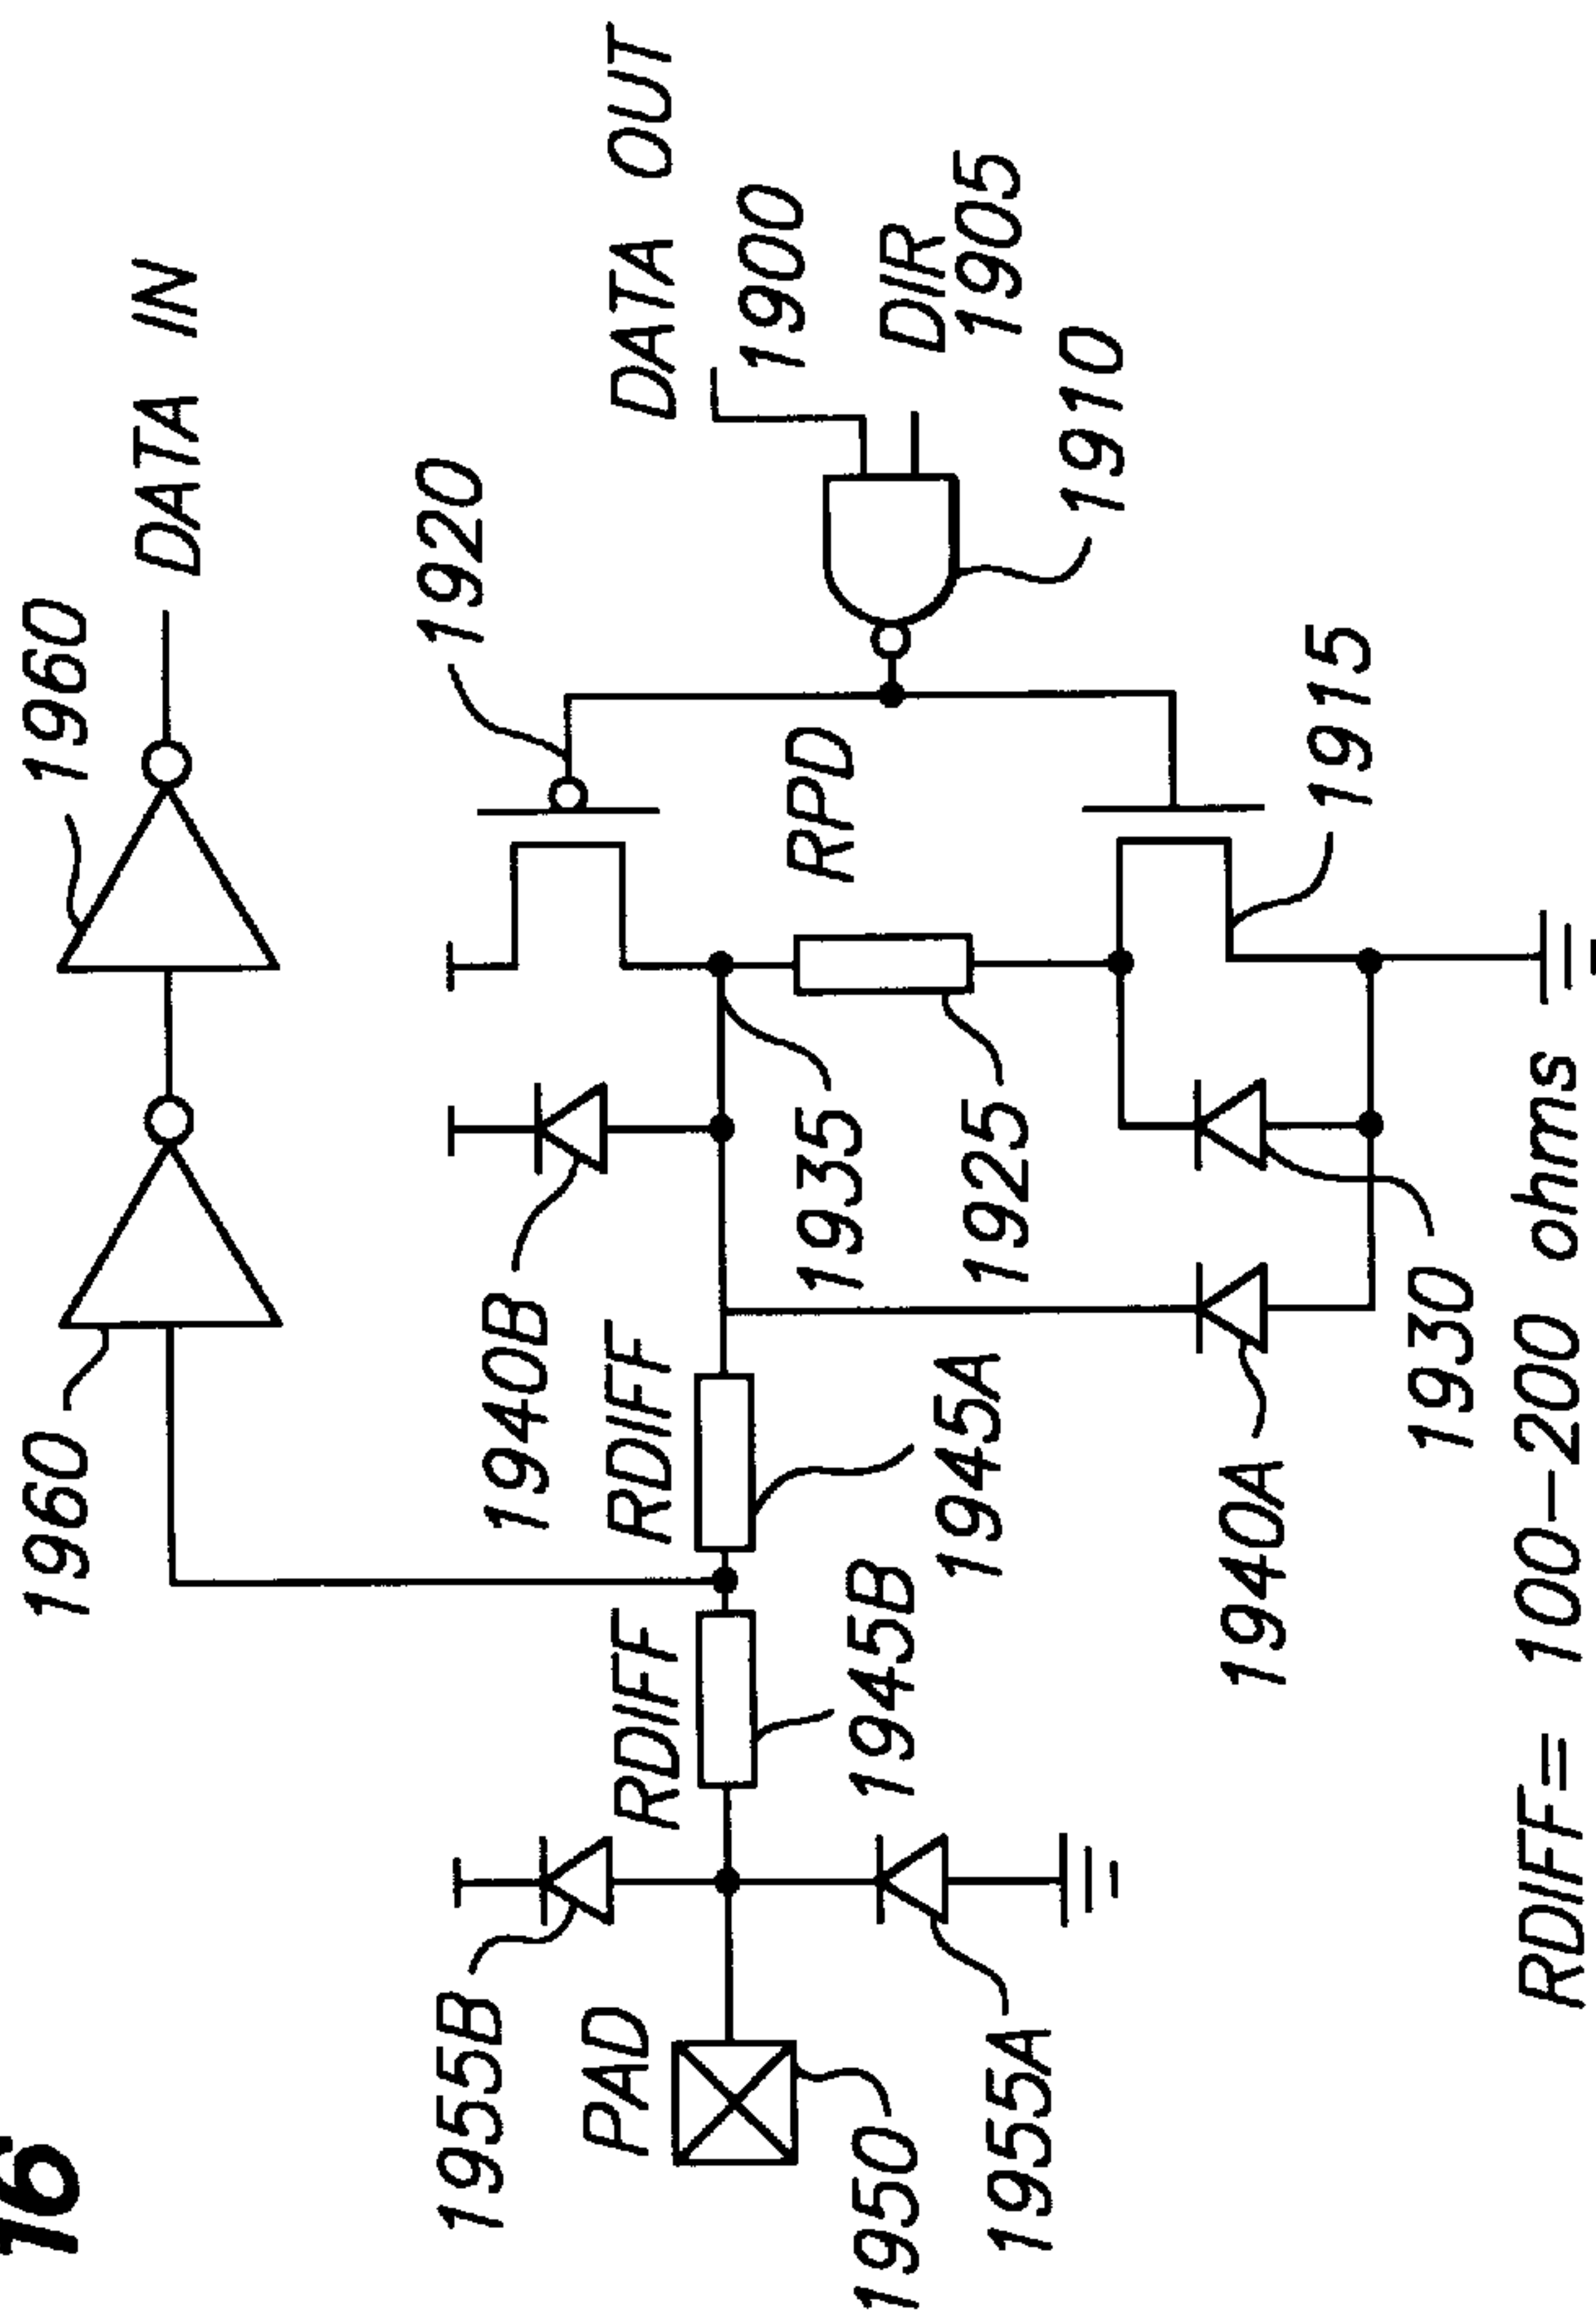 16
1960
1960
DATA IN
1955B
1940B
1920
PAD
RDIFF
RDIFF
DATA OUT
1900
1950
1945B
1935
RPD
DIR
1905
1955A
1945A
1925
1910
1940A
1930
1915
RDIFF= 100-200 ohms